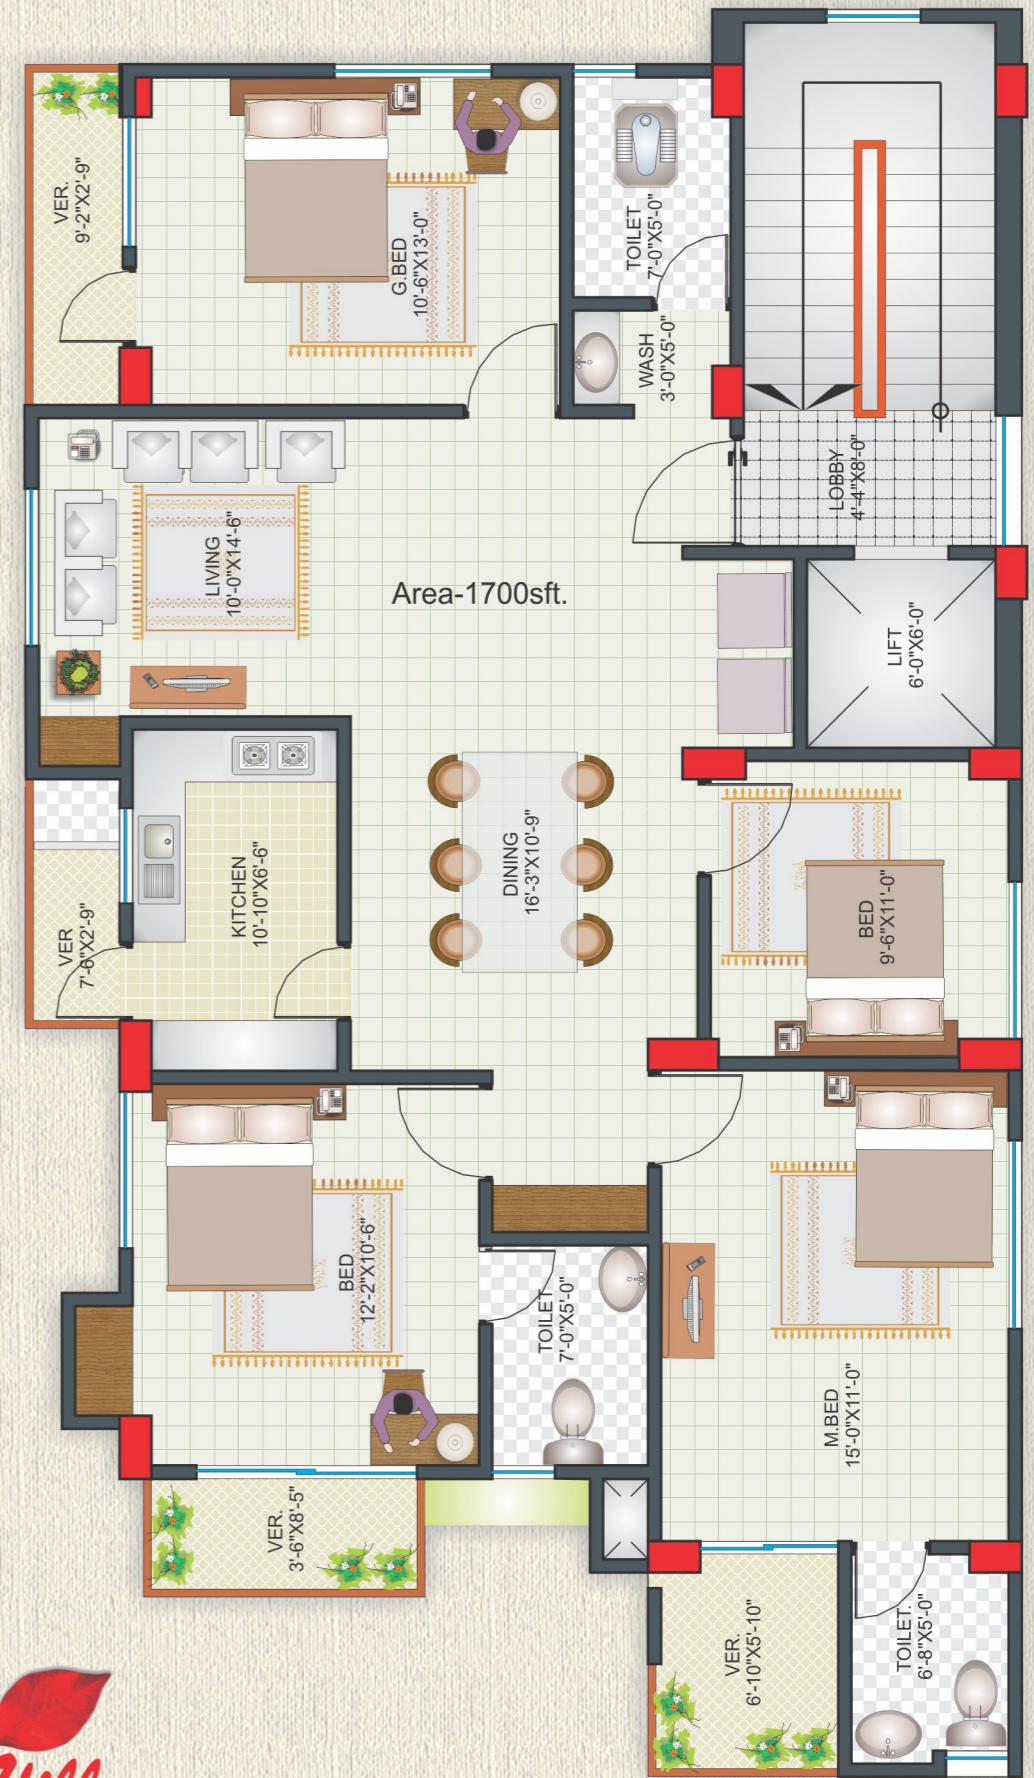 VER.
9'-2"X2'-9"
G.BED
10'-6"X13'-0"
TOILET
7'-0"X5'-0"
WASH
3'-0"X5'-0"
LOBBY
4'-4"X8'-0"
LIVING
10'-0"X14'-6"
Area-1700sft.
LIFT
6'-0"X6'-0"
VER
7'-6"X2'-9"
KITCHEN
10'-10"X6'-6"
DINING
16'-3"X10'-9"
BED
9'-6"X11'-0"
BED
12'-2"X10'-6"
TOILET
7'-0"X5'-0"
M.BED
15'-0"X11'-0"
VER.
3'-6"X8'-5"
VER.
6'-10"X5'-10"
TOILET.
6'-8"X5'-0"